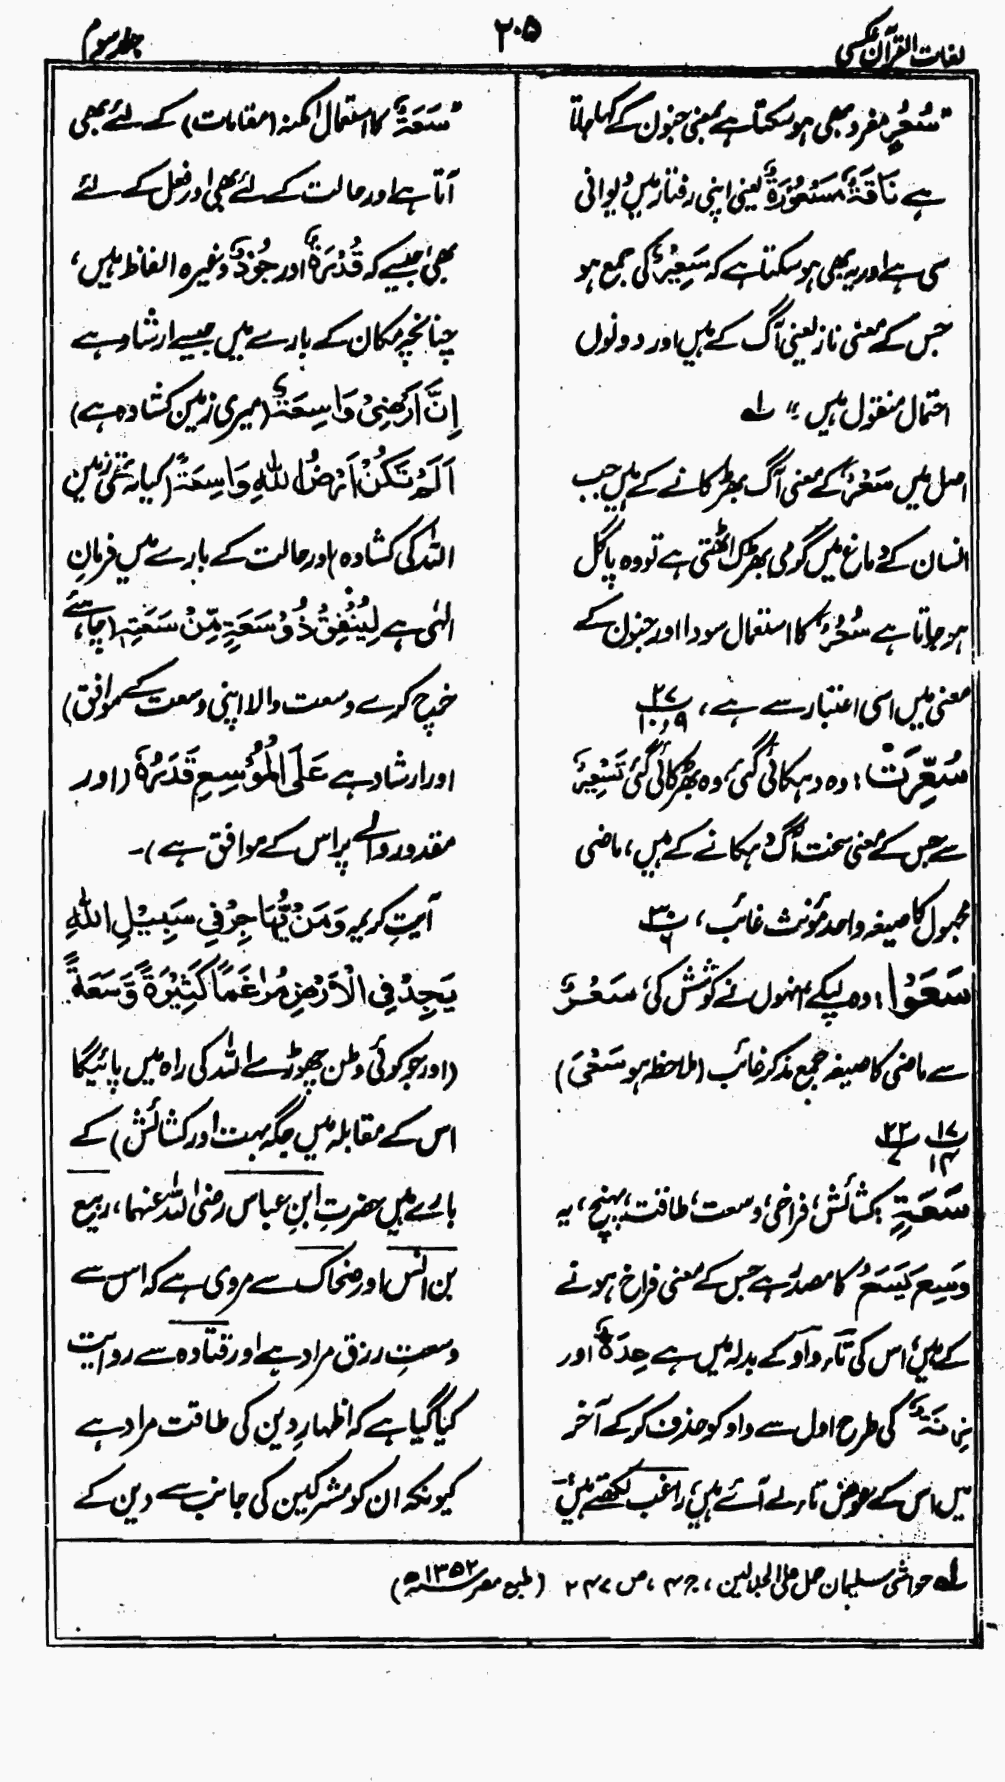 لغات القرآن عکسی
۲۰۵
جلد سوم
"سُعُرٍ مفرد بھی ہوسکتا ہے بمعنی جنون کے کہا جاتا
ہے نَاقَةٌ مَسْعُوْرَةٌ یعنی اپنی رفتار میں دیوانی
سی ہے اور یہ بھی ہوسکتا ہے کہ سَعِیْرٌ کی جمع ہو
جس کے معنی نار یعنی آگ کے ہیں اور دونوں
احتمال منقول ہیں" لہ
اصل میں سَعْرٌ کے معنی آگ بھڑکانے کے ہیں جب
انسان کے دماغ میں گرمی بھڑک اٹھتی ہے تو وہ پاگل
ہو جاتا ہے سُعُرٌ کا استعمال سودا اور جنون کے
معنی میں اسی اعتبار سے ہے، ۲۷ / ۹، ۱۰
سُعِّرَتْ: وہ دہکائی گئی، وہ بھڑکائی گئی تَسْعِیْرٌ
سے جس کے معنی سخت آگ دہکانے کے ہیں، ماضی
مجہول کا صیغہ واحد مؤنث غائب، ۳۰ / ۶
سَعَوْا: وہ لپکے، انہوں نے کوشش کی، سَعْیٌ
سے ماضی کا صیغہ جمع مذکر غائب (ملاحظہ ہو سَعٰی)
۱۷ / ۱۴ ۲۲ / ۷
سَعَةٍ: کشائش، فراخی، وسعت، طاقت، پہنچ، یہ
وَسِعَ یَسَعُ کا مصدر ہے جس کے معنی فراخ ہونے
کے ہیں، اس کی تاء واؤ کے بدلہ میں ہے حِدَةٌ اور
زِنَةٌ کی طرح اول سے واو کو حذف کر کے آخر
میں اس کے عوض تاء لے آئے ہیں، راغب لکھتے ہیں
"سَعَةٌ کا استعمال امکنہ (مقامات) کے لئے بھی
آتا ہے اور حالت کے لئے بھی اور فعل کے لئے
بھی جیسے کہ قُدْرَةٌ اور جُوْدٌ وغیرہ الفاظ ہیں،
چنانچہ مکان کے بارے میں جیسے ارشاد ہے
اِنَّ اَرْضِیْ وَاسِعَةٌ (میری زمین کشادہ ہے)
اَلَمْ تَكُنْ اَرْضُ اللّٰهِ وَاسِعَةً (کیا نہ تھی زمین
اللہ کی کشادہ) اور حالت کے بارے میں فرمانِ
الٰہی ہے لِیُنْفِقْ ذُوْ سَعَةٍ مِّنْ سَعَتِهٖ (چاہئے
خرچ کرے وسعت والا اپنی وسعت کے موافق)
اور ارشاد ہے عَلَى الْمُوْسِعِ قَدَرُهٗ (اور
مقدور والے پر اس کے موافق ہے)۔
آیتِ کریمہ وَمَنْ یُّهَاجِرْ فِیْ سَبِیْلِ اللّٰهِ
یَجِدْ فِی الْاَرْضِ مُرٰغَمًا كَثِیْرَةً وَّسَعَةً
(اور جو کوئی وطن چھوڑے اللہ کی راہ میں پائیگا
اس کے مقابلہ میں جگہ بہت اور کشائش) کے
بارے میں حضرت ابنِ عباس رضی اللہ عنہما، ربیع
بن انس اور ضحاک سے مروی ہے کہ اس سے
وسعتِ رزق مراد ہے اور قتادہ سے روایت
کیا گیا ہے کہ اظہارِ دین کی طاقت مراد ہے
کیونکہ ان کو مشرکین کی جانب سے دین کے
لہ حواشی سلیمان جمل علی الجلالین، ج ۴، ص ۲۴۷ (طبع مصر ۱۳۵۲ھ)